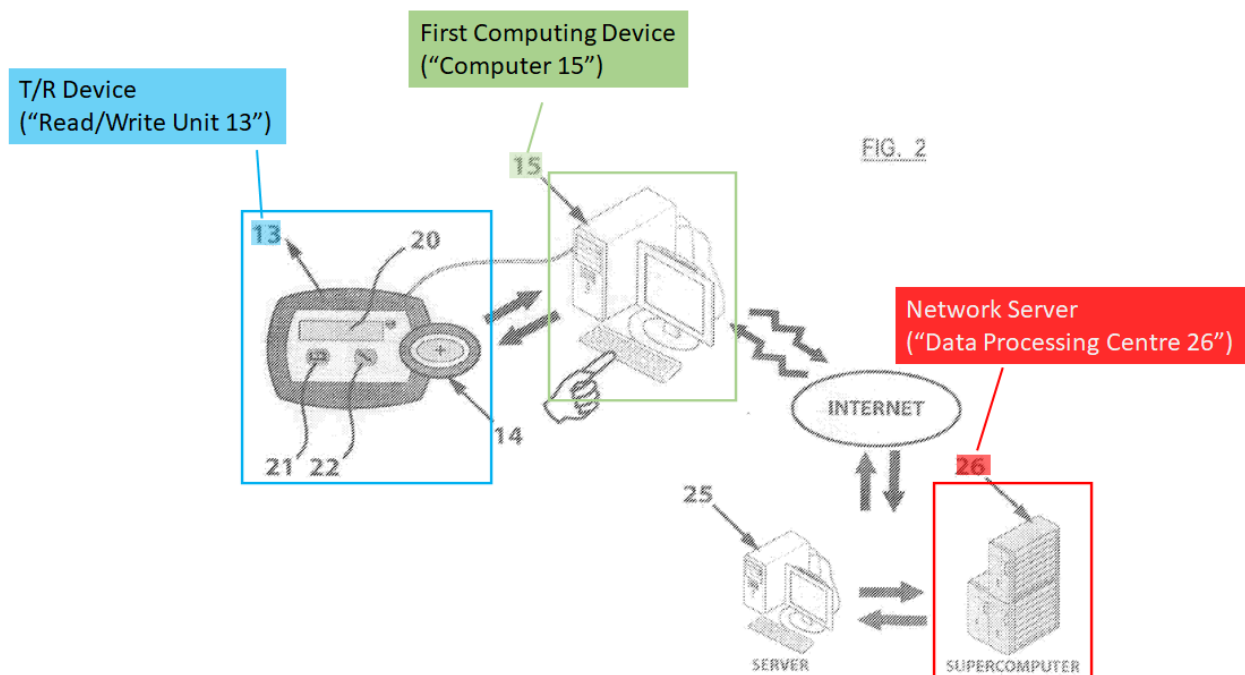 First Computing Device
(“Computer 15”)
T/R Device
(“Read/Write Unit 13”)
FIG. 2
15
13
20
Network Server
(“Data Processing Centre 26”)
INTERNET
14
21 22
26
25
SERVER
SUPERCOMPUTER